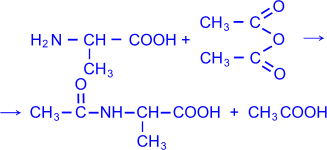 H₂N — CH — COOH + CH₃ — C = O
CH₃
O →
CH₃ — C = O
→ CH₃ — C — NH — CH — COOH + CH₃COOH
O
CH₃